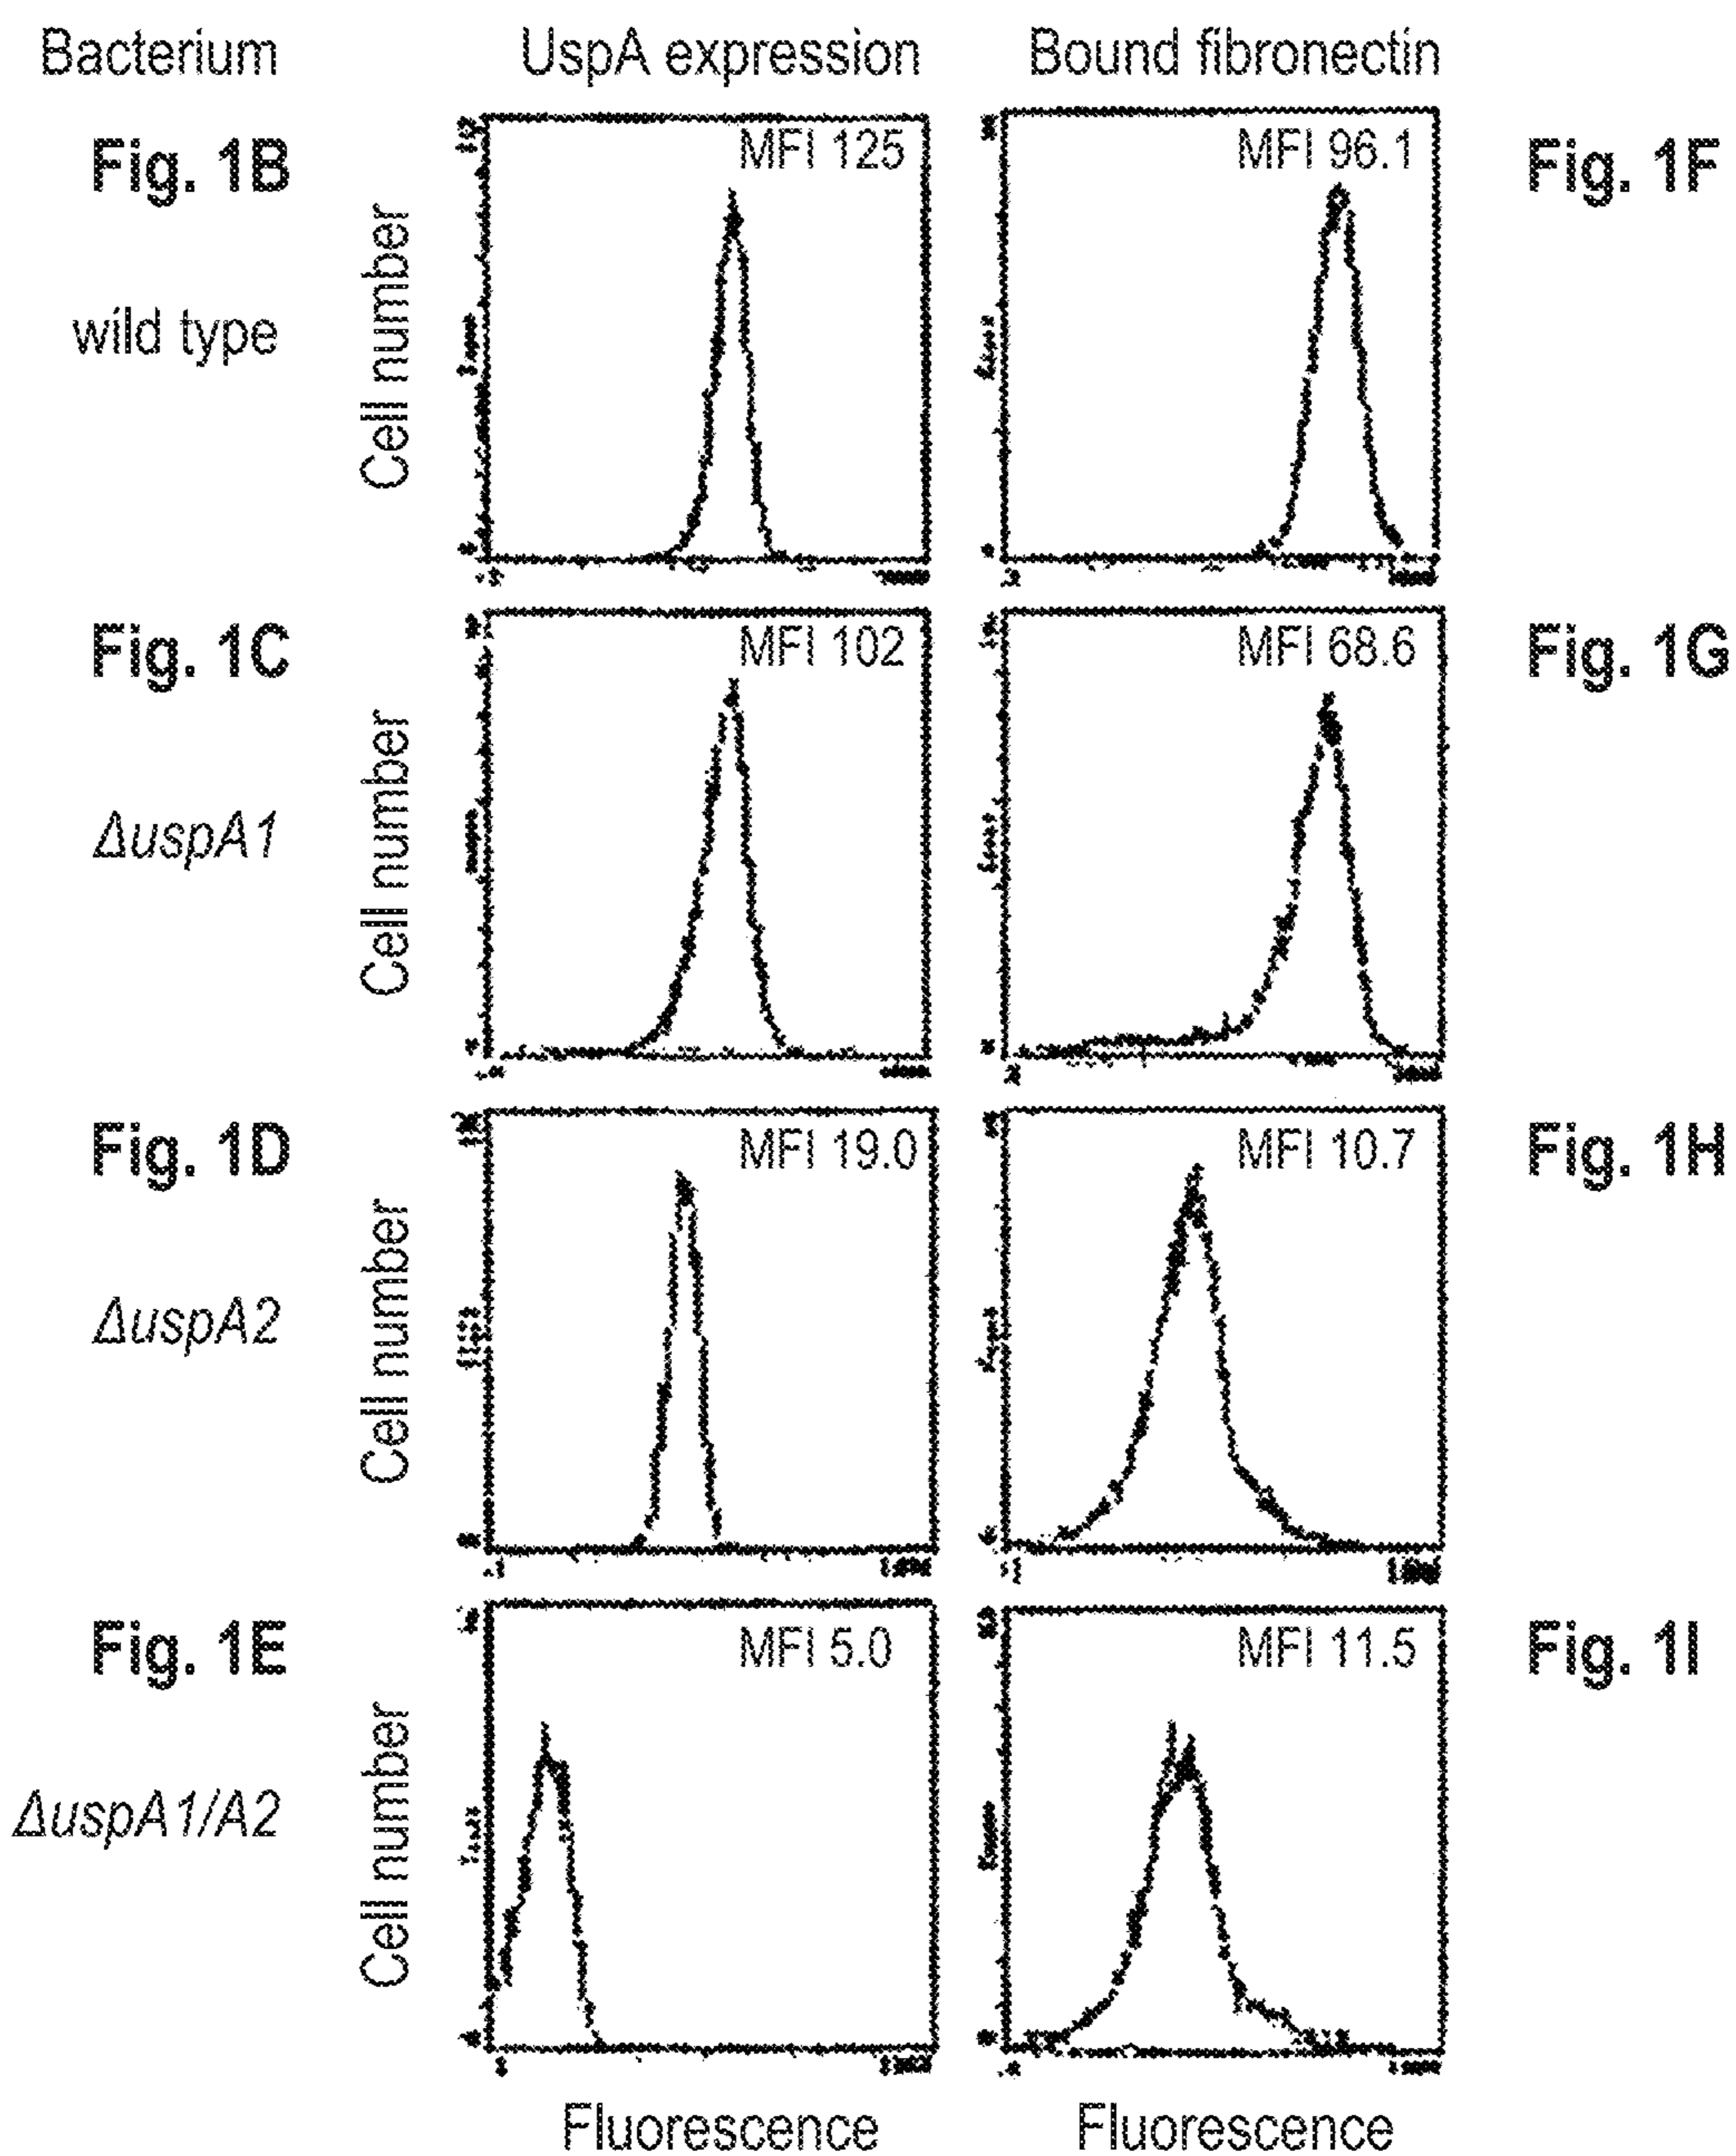 Bacterium UspA expression Bound fibronectin
Fig. 1B MFI 125 MFI 96.1 Fig. 1F
wild type Cell number
Fig. 1C MFI 102 MFI 68.6 Fig. 1G
ΔuspA1 Cell number
Fig. 1D MFI 19.0 MFI 10.7 Fig. 1H
ΔuspA2 Cell number
Fig. 1E MFI 5.0 MFI 11.5 Fig. 1I
ΔuspA1/A2 Cell number
Fluorescence Fluorescence